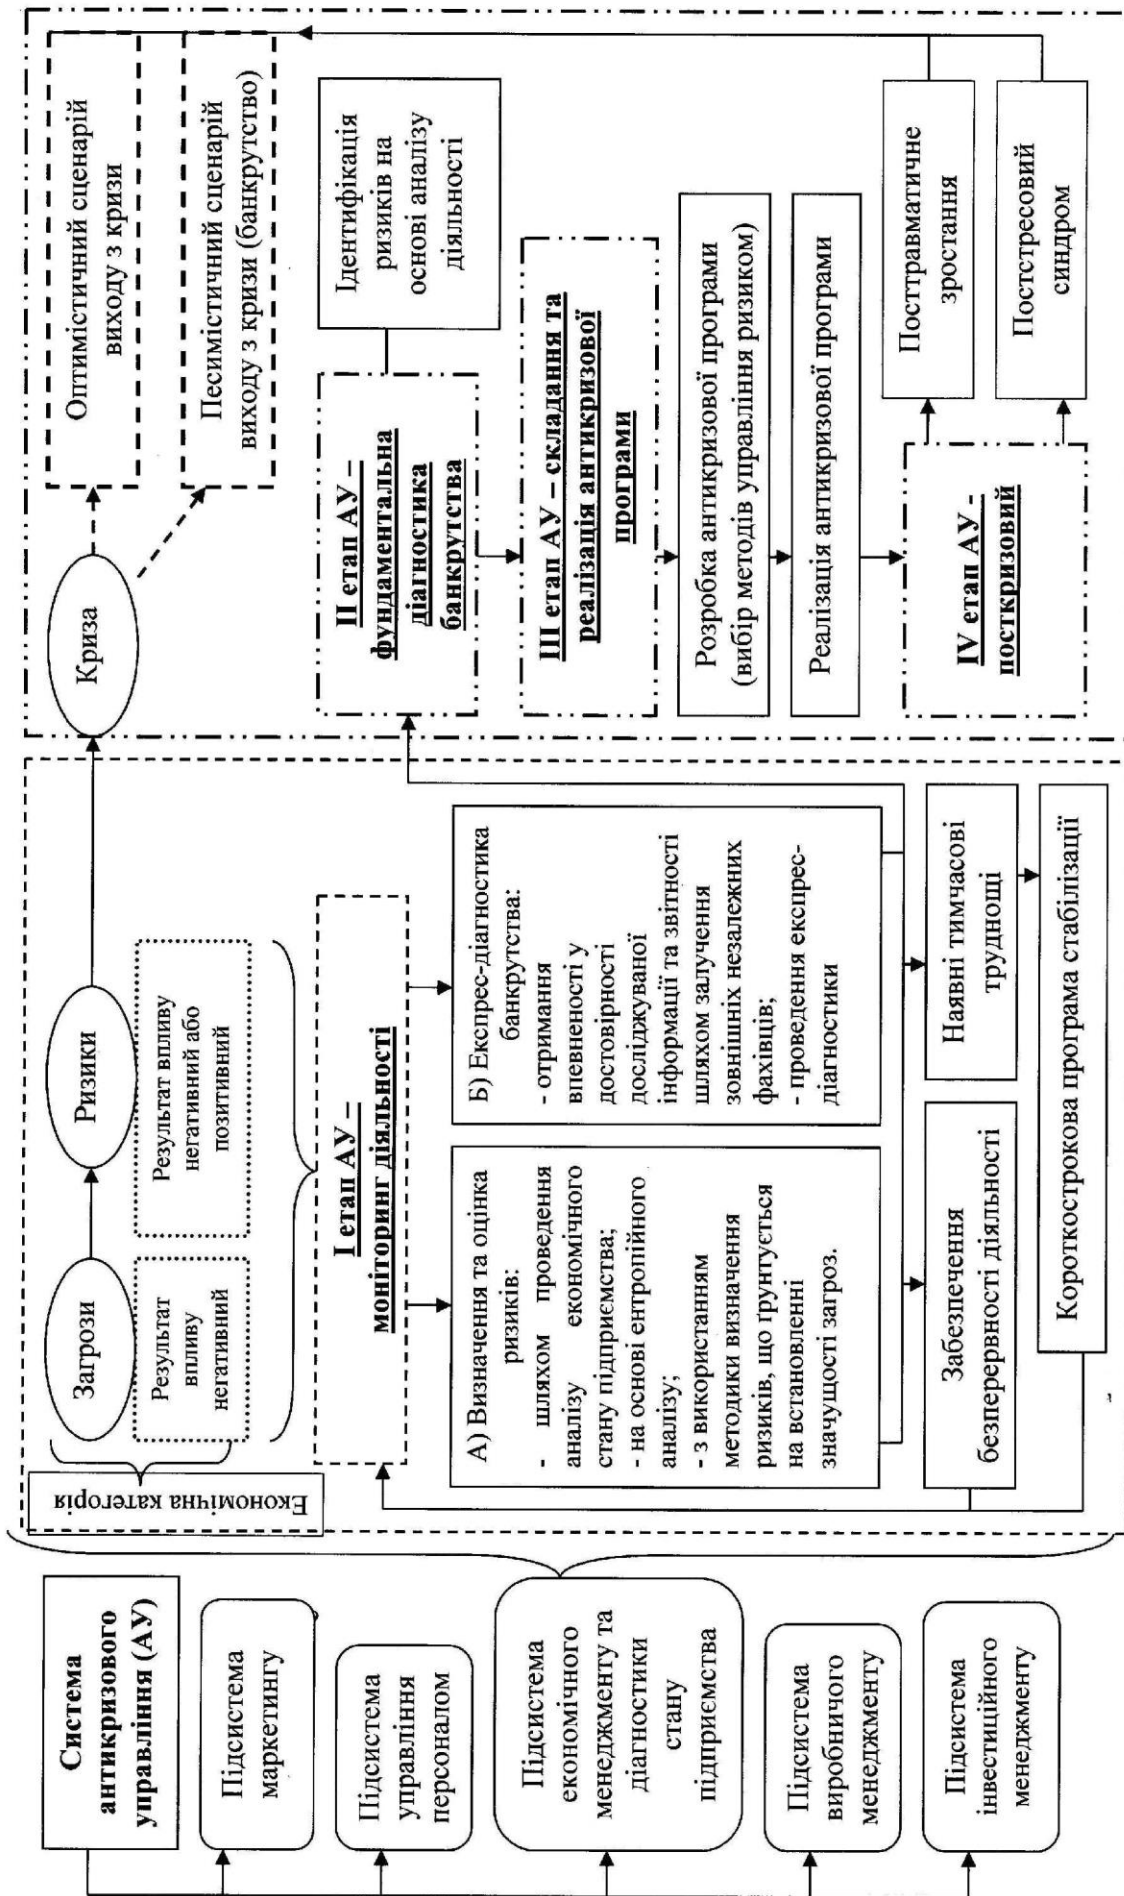 Система
антикризового
управління (АУ)
Підсистема
маркетингу
Підсистема
управління
персоналом
Підсистема
економічного
менеджменту та
діагностики
стану
підприємства
Підсистема
виробничого
менеджменту
Підсистема
інвестиційного
менеджменту
Економічна категорія
Загрози
Результат
впливу
негативний
Ризики
Результат впливу
негативний або
позитивний
І етап АУ –
моніторинг діяльності
А) Визначення та оцінка
ризиків:
- шляхом проведення
аналізу економічного
стану підприємства;
- на основі ентропійного
аналізу;
- з використанням
методики визначення
ризиків, що ґрунтується
на встановленні
значущості загроз.
Б) Експрес-діагностика
банкрутства:
- отримання
впевненості у
достовірності
досліджуваної
інформації та звітності
шляхом залучення
зовнішніх незалежних
фахівців;
- проведення експрес-
діагностики
Забезпечення
безперервності діяльності
Наявні тимчасові
труднощі
Короткострокова програма стабілізації
Криза
Оптимістичний сценарій
виходу з кризи
Песимістичний сценарій
виходу з кризи (банкрутство)
ІІ етап АУ –
фундаментальна
діагностика
банкрутства
Ідентифікація
ризиків на
основі аналізу
діяльності
ІІІ етап АУ – складання та
реалізація антикризової
програми
Розробка антикризової програми
(вибір методів управління ризиком)
Реалізація антикризової програми
IV етап АУ -
посткризовий
Посттравматичне
зростання
Постстресовий
синдром